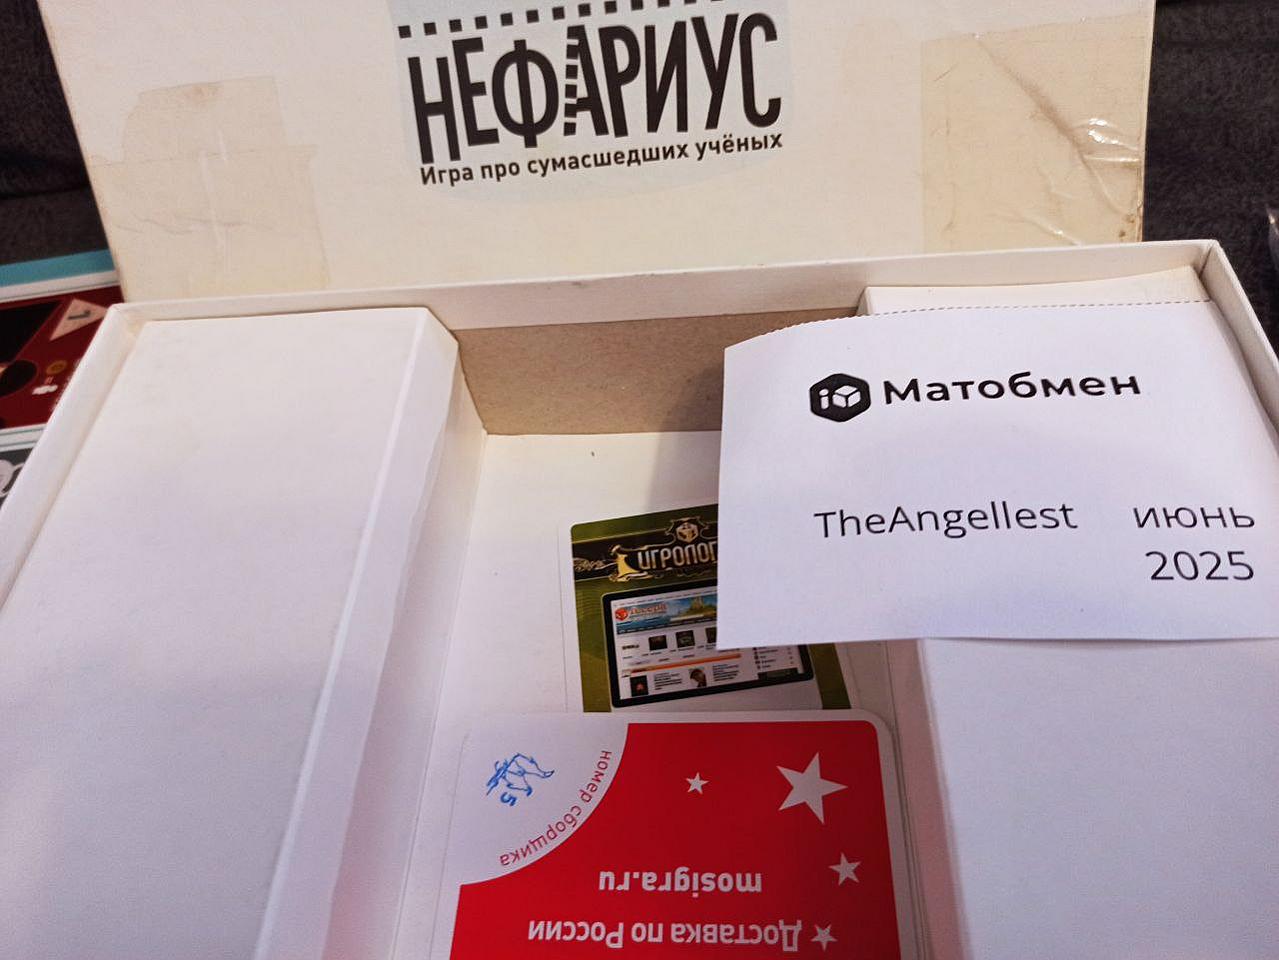 НЕФАРИУС
Игра про сумасшедших учёных
Матобмен
TheAngellest июнь
2025
номер сборщика
5
mosigra.ru
Доставка по России